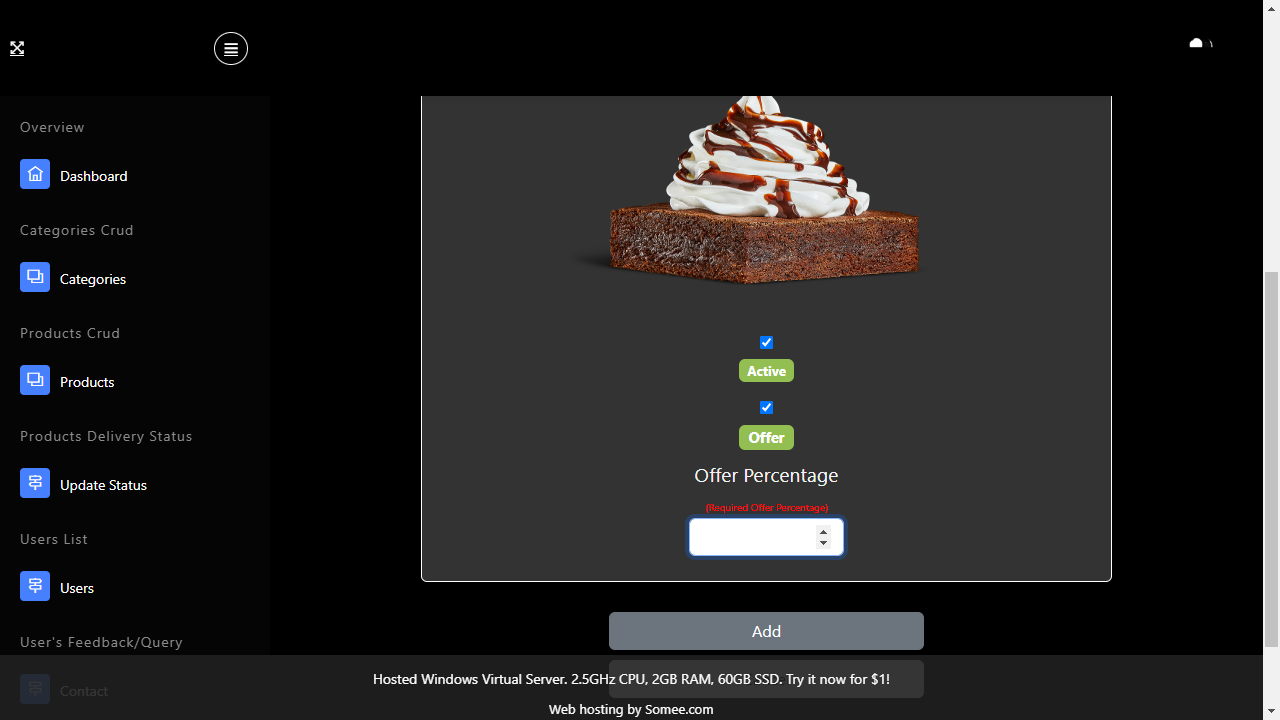 Overview
Dashboard
Categories Crud
Categories
Products Crud
Products
Products Delivery Status
Update Status
Users List
Users
User's Feedback/Query
Contact
Active
Offer
Offer Percentage
(Required Offer Percentage)
Add
Hosted Windows Virtual Server. 2.5GHz CPU, 2GB RAM, 60GB SSD. Try it now for $1!
Web hosting by Somee.com